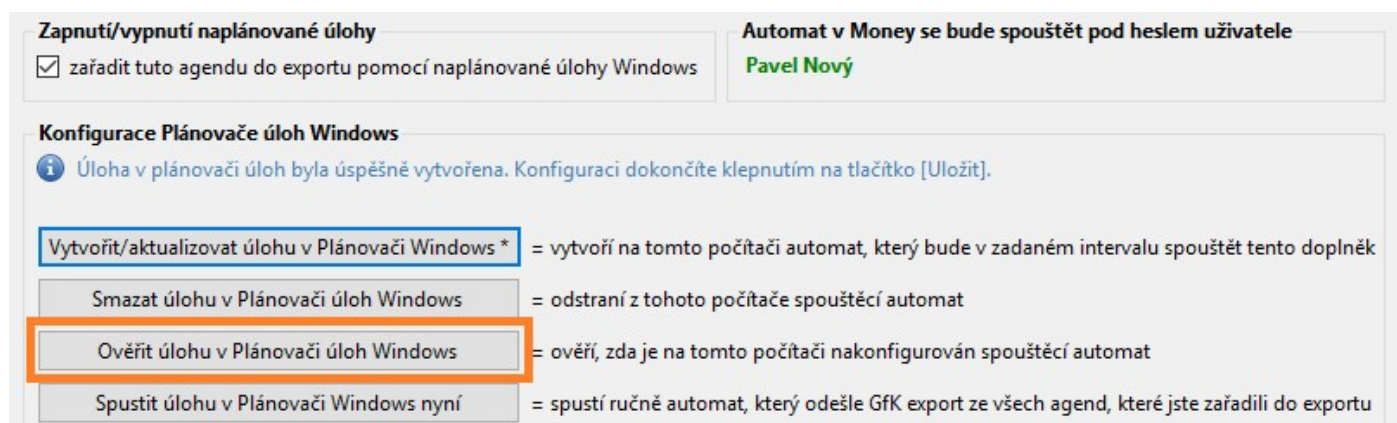 Zapnutí/vypnutí naplánované úlohy
zařadit tuto agendu do exportu pomocí naplánované úlohy Windows
Automat v Money se bude spouštět pod heslem uživatele
Pavel Nový
Konfigurace Plánovače úloh Windows
Úloha v plánovači úloh byla úspěšně vytvořena. Konfiguraci dokončíte klepnutím na tlačítko [Uložit].
Vytvořit/aktualizovat úlohu v Plánovači Windows * = vytvoří na tomto počítači automat, který bude v zadaném intervalu spouštět tento doplněk
Smazat úlohu v Plánovači úloh Windows = odstraní z tohoto počítače spouštěcí automat
Ověřit úlohu v Plánovači úloh Windows = ověří, zda je na tomto počítači nakonfigurován spouštěcí automat
Spustit úlohu v Plánovači Windows nyní = spustí ručně automat, který odešle GfK export ze všech agend, které jste zařadili do exportu